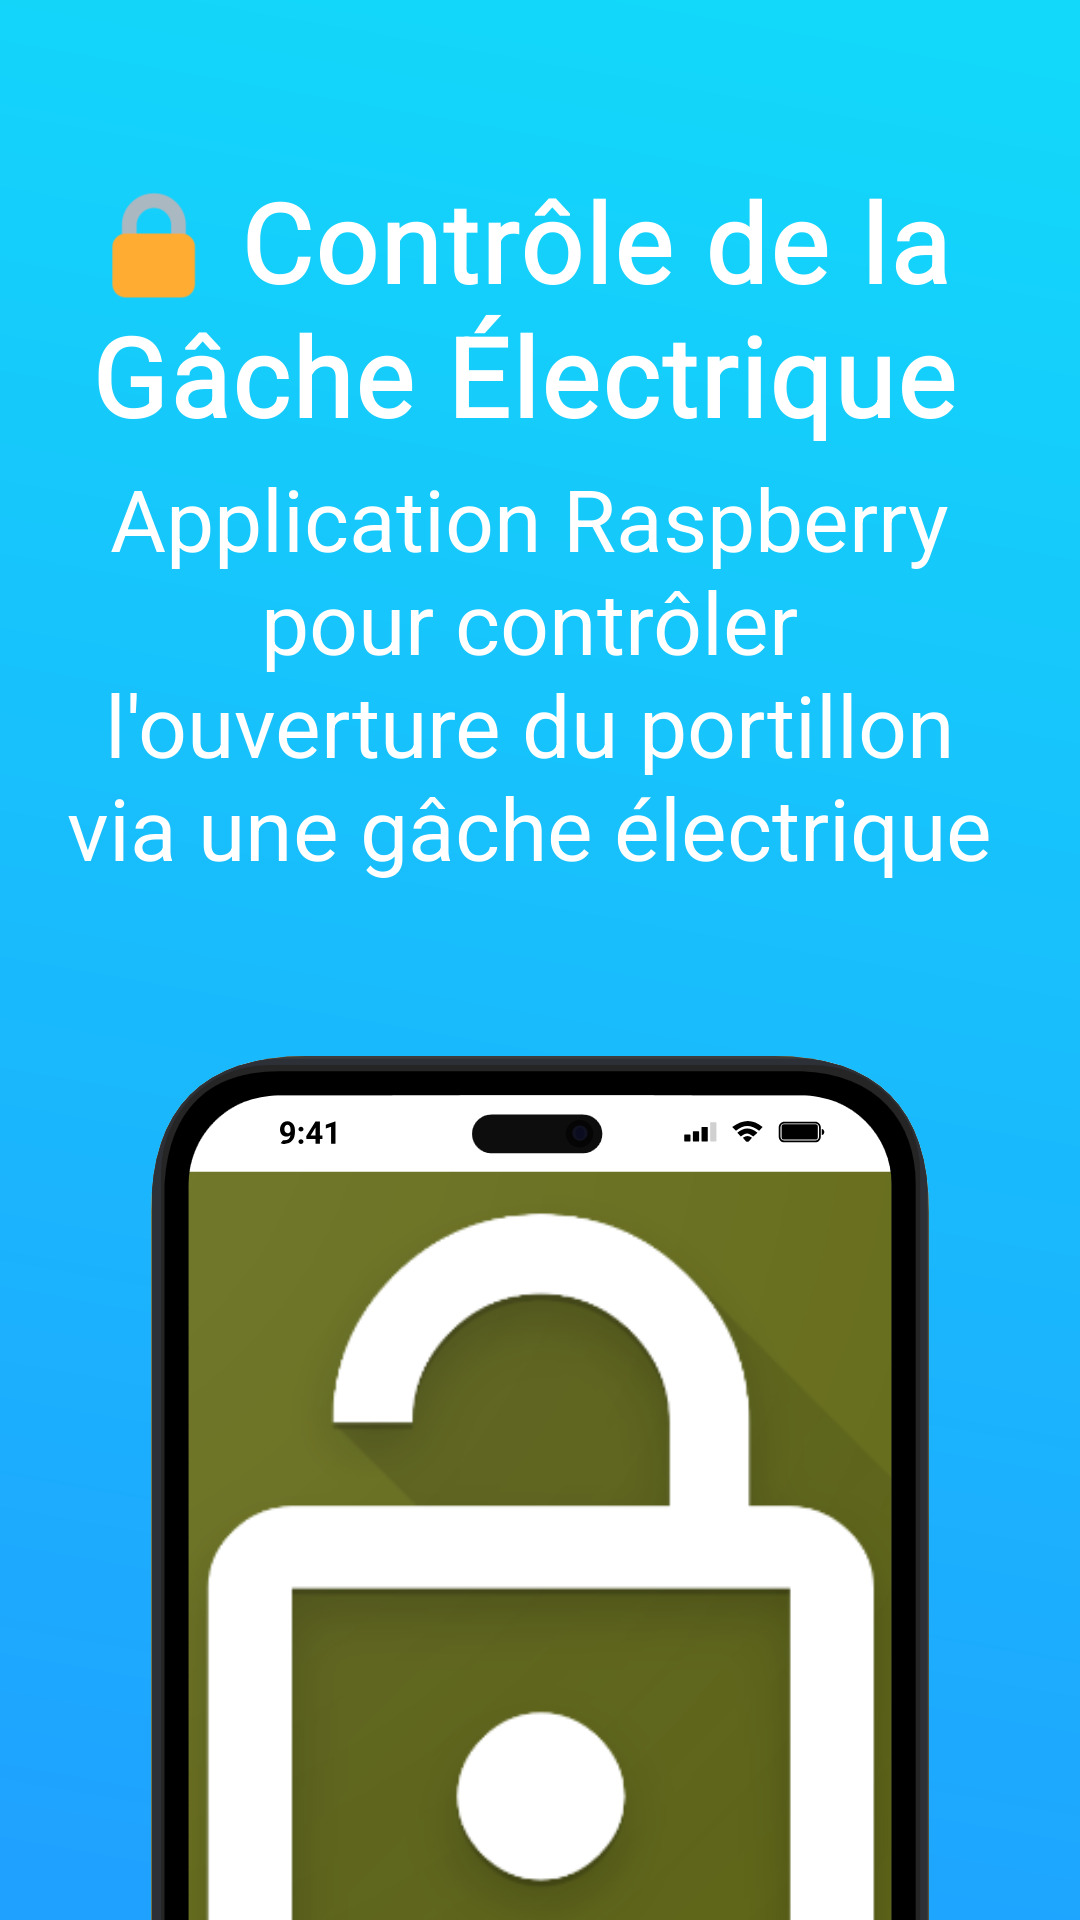 🔒 Contrôle de la
Gâche Électrique
Application Raspberry
pour contrôler
l'ouverture du portillon
via une gâche électrique
9:41